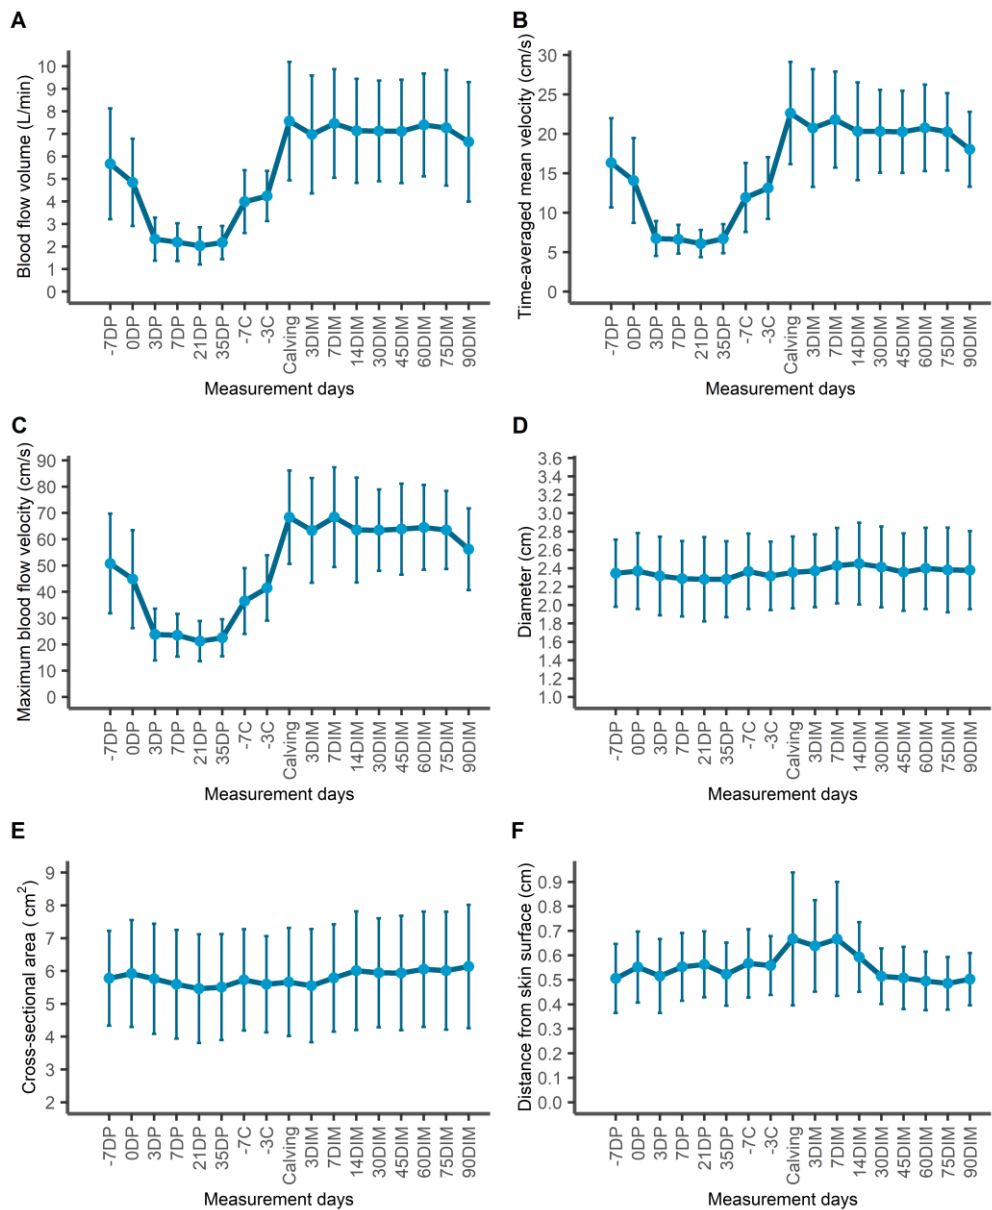 A
Blood flow volume (L/min)
10
9
8
7
6
5
4
3
2
1
0
-7DP
0DP
3DP
7DP
21DP
35DP
-7C
-3C
Calving
3DIM
7DIM
14DIM
30DIM
45DIM
60DIM
75DIM
90DIM
Measurement days
B
Time-averaged mean velocity (cm/s)
30
25
20
15
10
5
0
-7DP
0DP
3DP
7DP
21DP
35DP
-7C
-3C
Calving
3DIM
7DIM
14DIM
30DIM
45DIM
60DIM
75DIM
90DIM
Measurement days
C
Maximum blood flow velocity (cm/s)
90
80
70
60
50
40
30
20
10
0
-7DP
0DP
3DP
7DP
21DP
35DP
-7C
-3C
Calving
3DIM
7DIM
14DIM
30DIM
45DIM
60DIM
75DIM
90DIM
Measurement days
D
Diameter (cm)
3.6
3.4
3.2
3.0
2.8
2.6
2.4
2.2
2.0
1.8
1.6
1.4
1.2
1.0
-7DP
0DP
3DP
7DP
21DP
35DP
-7C
-3C
Calving
3DIM
7DIM
14DIM
30DIM
45DIM
60DIM
75DIM
90DIM
Measurement days
E
Cross-sectional area ( cm²)
9
8
7
6
5
4
3
2
-7DP
0DP
3DP
7DP
21DP
35DP
-7C
-3C
Calving
3DIM
7DIM
14DIM
30DIM
45DIM
60DIM
75DIM
90DIM
Measurement days
F
Distance from skin surface (cm)
0.9
0.8
0.7
0.6
0.5
0.4
0.3
0.2
0.1
0.0
-7DP
0DP
3DP
7DP
21DP
35DP
-7C
-3C
Calving
3DIM
7DIM
14DIM
30DIM
45DIM
60DIM
75DIM
90DIM
Measurement days